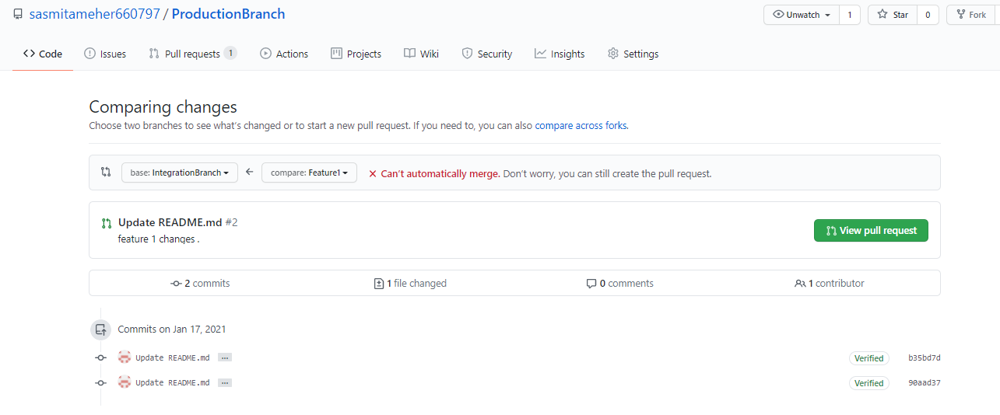 sasmitameher660797 / ProductionBranch
Unwatch 1 Star 0 Fork
Code Issues Pull requests 1 Actions Projects Wiki Security Insights Settings
Comparing changes
Choose two branches to see what's changed or to start a new pull request. If you need to, you can also compare across forks.
base: IntegrationBranch ← compare: Feature1 × Can't automatically merge. Don't worry, you can still create the pull request.
Update README.md #2
feature 1 changes .
View pull request
2 commits 1 file changed 0 comments 1 contributor
Commits on Jan 17, 2021
Update README.md … Verified b35bd7d
Update README.md … Verified 90aad37